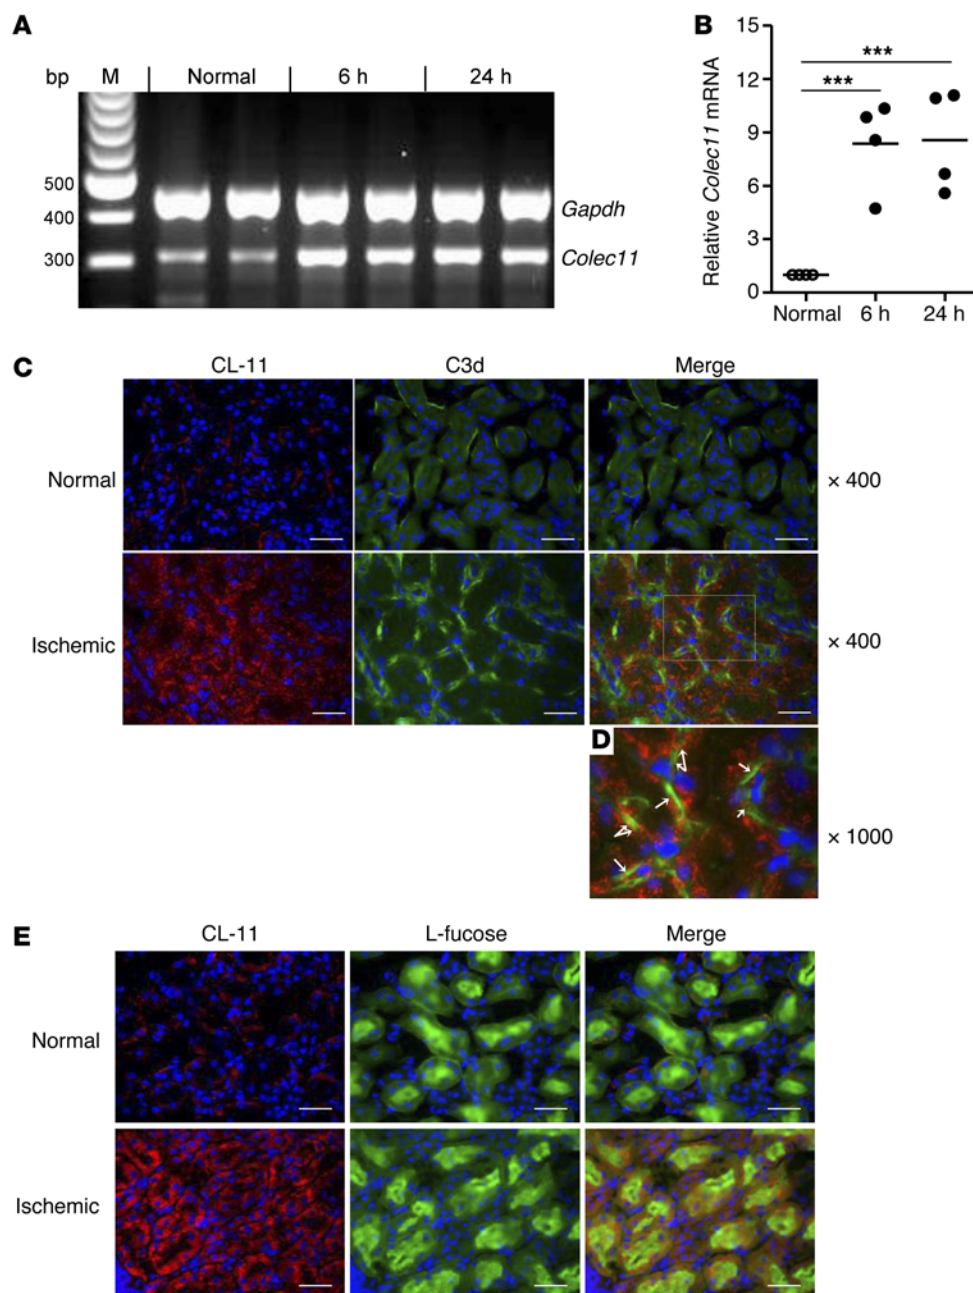 A
bp M Normal 6 h 24 h
500
400
300
Gapdh
Colec11
B
Relative Colec11 mRNA
15
12
9
6
3
0
***
***
Normal 6 h 24 h
C
CL-11 C3d Merge
Normal × 400
Ischemic × 400
D
× 1000
E
CL-11 L-fucose Merge
Normal
Ischemic